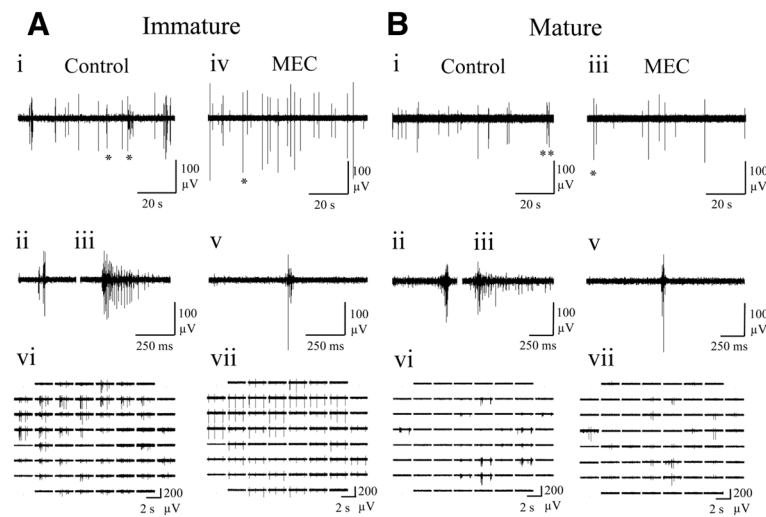 A Immature B Mature
i Control iv MEC i Control iii MEC
* * * ** *
100 µV 100 µV 100 µV 100 µV
20 s 20 s 20 s 20 s
ii iii v ii iii v
100 µV 100 µV 100 µV 100 µV
250 ms 250 ms 250 ms 250 ms
vi vii vi vii
200 200 200 200
2 s µV 2 s µV 2 s µV 2 s µV